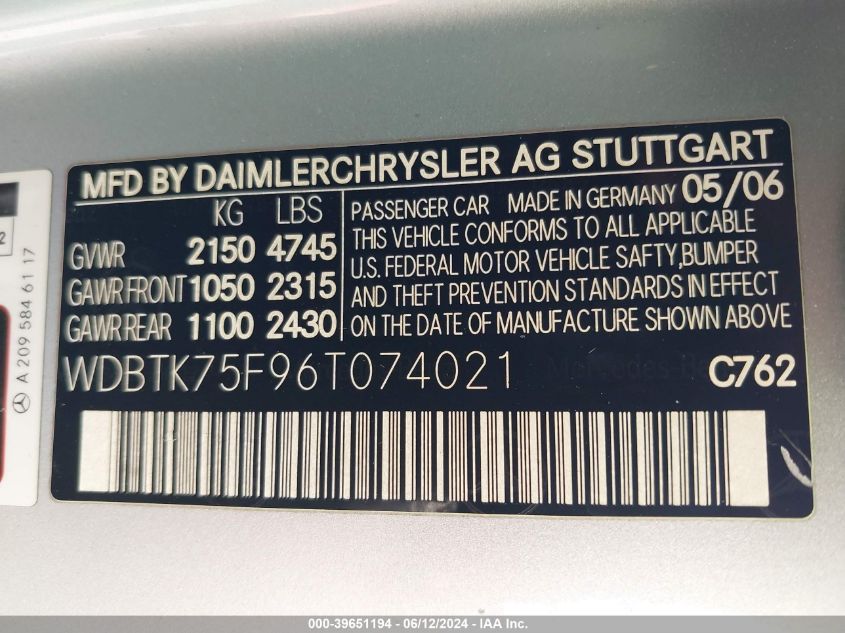 MFD BY DAIMLERCHRYSLER AG STUTTGART
KG LBS
GVWR 2150 4745
GAWR FRONT 1050 2315
GAWR REAR 1100 2430
PASSENGER CAR MADE IN GERMANY 05/06
THIS VEHICLE CONFORMS TO ALL APPLICABLE
U.S. FEDERAL MOTOR VEHICLE SAFTY,BUMPER
AND THEFT PREVENTION STANDARDS IN EFFECT
ON THE DATE OF MANUFACTURE SHOWN ABOVE
WDBTK75F96T074021
C762
A 209 584 61 17
2
000-39651194 - 06/12/2024 - IAA Inc.